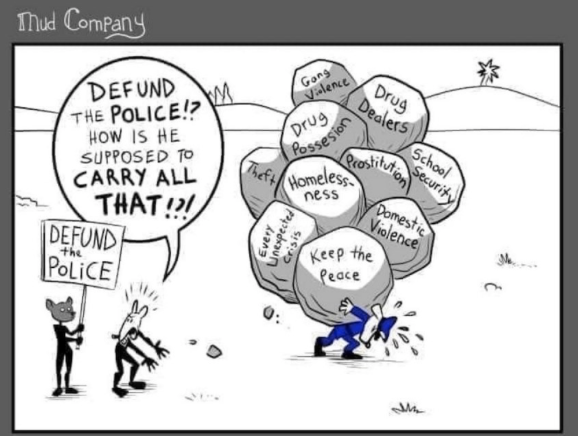 Mud Company
DEFUND
THE POLICE!?
HOW IS HE
SUPPOSED TO
CARRY ALL
THAT!?!
DEFUND
the
POLICE
Gang
Violence
Drug
Dealers
Drug
Possesion
Theft
Homeless-
ness
Prostitution
School
Security
Every
Unexpected
Crisis
Domestic
Violence
Keep the
Peace